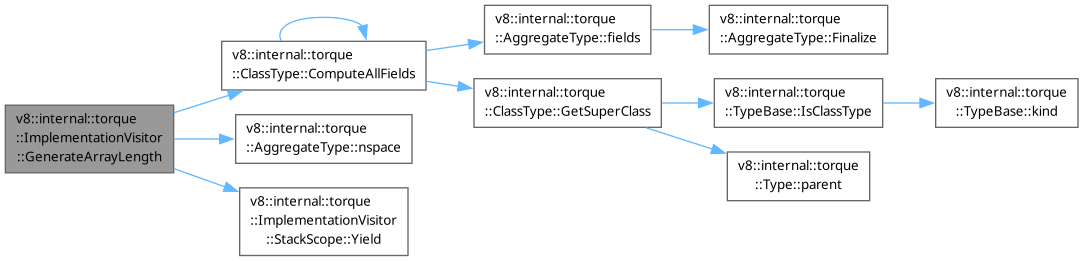 v8::internal::torque
::ImplementationVisitor
::GenerateArrayLength
v8::internal::torque
::ClassType::ComputeAllFields
v8::internal::torque
::AggregateType::fields
v8::internal::torque
::AggregateType::Finalize
v8::internal::torque
::ClassType::GetSuperClass
v8::internal::torque
::TypeBase::IsClassType
v8::internal::torque
::TypeBase::kind
v8::internal::torque
::Type::parent
v8::internal::torque
::AggregateType::nspace
v8::internal::torque
::ImplementationVisitor
::StackScope::Yield